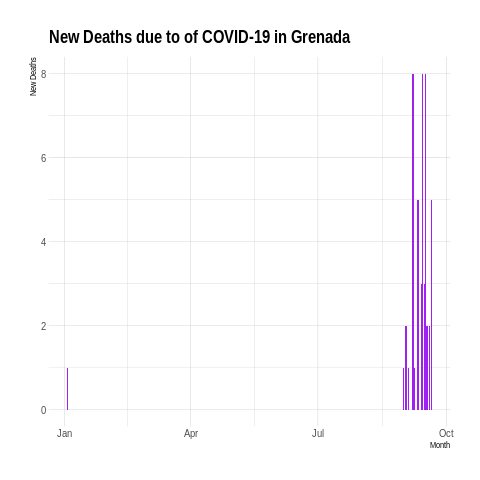 New Deaths due to of COVID-19 in Grenada
New Deaths
8
6
4
2
0
Jan Apr Jul Oct
Month